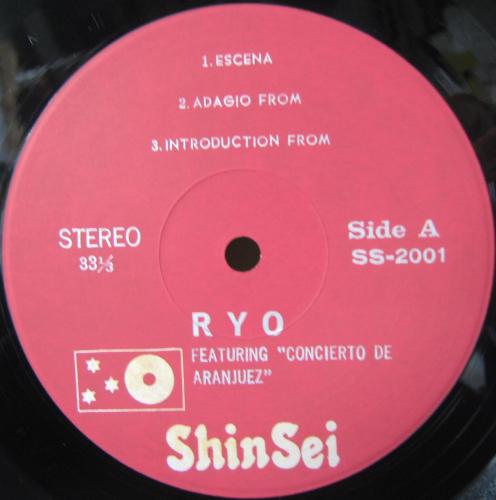 1. ESCENA
2. ADAGIO FROM
3. INTRODUCTION FROM
STEREO
33⅓
Side A
SS-2001
RYO
FEATURING "CONCIERTO DE
ARANJUEZ"
ShinSei